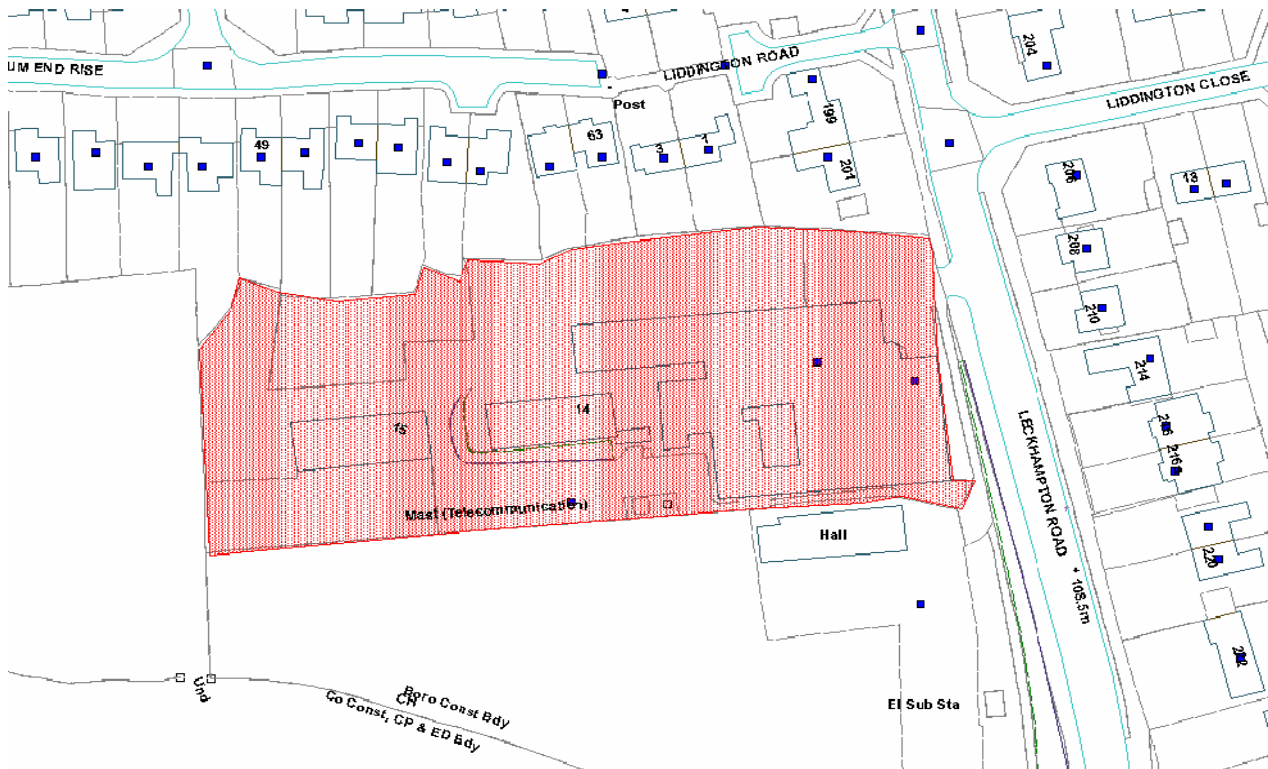 204
UM END RISE
LIDDINGTON ROAD
LIDDINGTON CLOSE
Post
199
63
49
3
1
201
206
18
208
210
214
14
15
LECKHAMPTON ROAD
Mast (Telecommunication)
Hall
220
+ 108.5m
Und
Boro Const Bdy
CH
Co Const, CP & ED Bdy
El Sub Sta